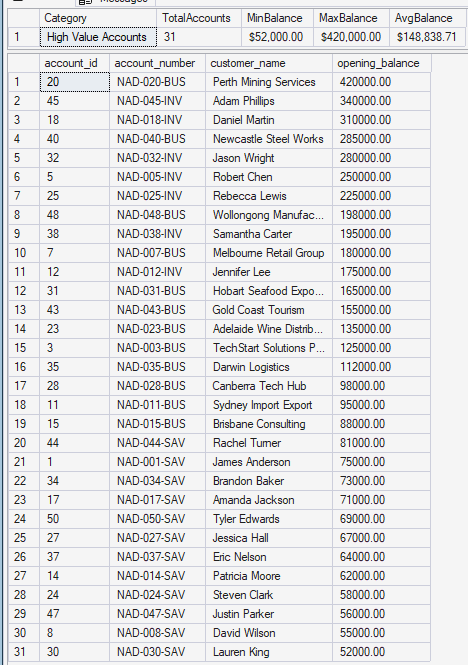 Category TotalAccounts MinBalance MaxBalance AvgBalance
1 High Value Accounts 31 $52,000.00 $420,000.00 $148,838.71
account_id account_number customer_name opening_balance
1 20 NAD-020-BUS Perth Mining Services 420000.00
2 45 NAD-045-INV Adam Phillips 340000.00
3 18 NAD-018-INV Daniel Martin 310000.00
4 40 NAD-040-BUS Newcastle Steel Works 285000.00
5 32 NAD-032-INV Jason Wright 280000.00
6 5 NAD-005-INV Robert Chen 250000.00
7 25 NAD-025-INV Rebecca Lewis 225000.00
8 48 NAD-048-BUS Wollongong Manufac... 198000.00
9 38 NAD-038-INV Samantha Carter 195000.00
10 7 NAD-007-BUS Melbourne Retail Group 180000.00
11 12 NAD-012-INV Jennifer Lee 175000.00
12 31 NAD-031-BUS Hobart Seafood Expo... 165000.00
13 43 NAD-043-BUS Gold Coast Tourism 155000.00
14 23 NAD-023-BUS Adelaide Wine Distrib... 135000.00
15 3 NAD-003-BUS TechStart Solutions P... 125000.00
16 35 NAD-035-BUS Darwin Logistics 112000.00
17 28 NAD-028-BUS Canberra Tech Hub 98000.00
18 11 NAD-011-BUS Sydney Import Export 95000.00
19 15 NAD-015-BUS Brisbane Consulting 88000.00
20 44 NAD-044-SAV Rachel Turner 81000.00
21 1 NAD-001-SAV James Anderson 75000.00
22 34 NAD-034-SAV Brandon Baker 73000.00
23 17 NAD-017-SAV Amanda Jackson 71000.00
24 50 NAD-050-SAV Tyler Edwards 69000.00
25 27 NAD-027-SAV Jessica Hall 67000.00
26 37 NAD-037-SAV Eric Nelson 64000.00
27 14 NAD-014-SAV Patricia Moore 62000.00
28 24 NAD-024-SAV Steven Clark 58000.00
29 47 NAD-047-SAV Justin Parker 56000.00
30 8 NAD-008-SAV David Wilson 55000.00
31 30 NAD-030-SAV Lauren King 52000.00